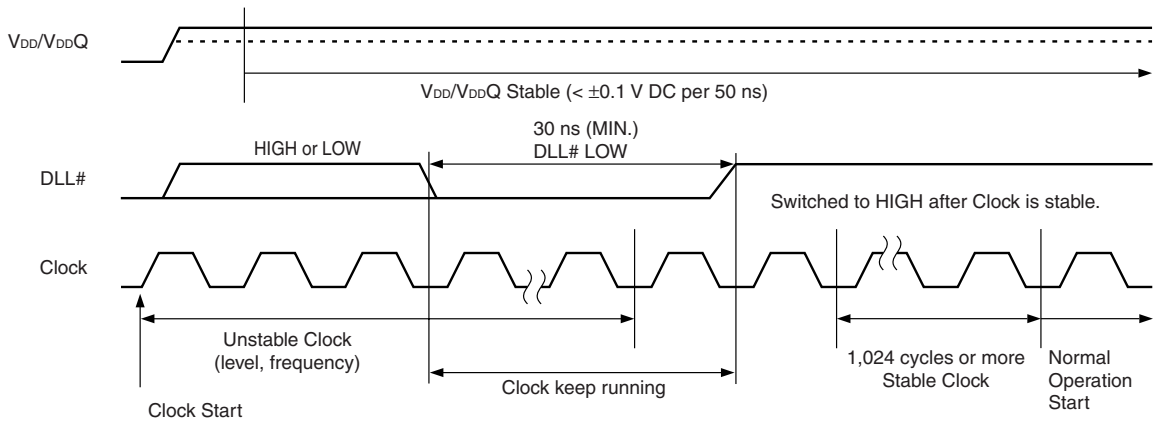 VDD/VDDQ
VDD/VDDQ Stable (< ±0.1 V DC per 50 ns)
30 ns (MIN.)
DLL# LOW
HIGH or LOW
DLL#
Switched to HIGH after Clock is stable.
Clock
Unstable Clock
(level, frequency)
Clock keep running
1,024 cycles or more
Stable Clock
Normal
Operation
Start
Clock Start